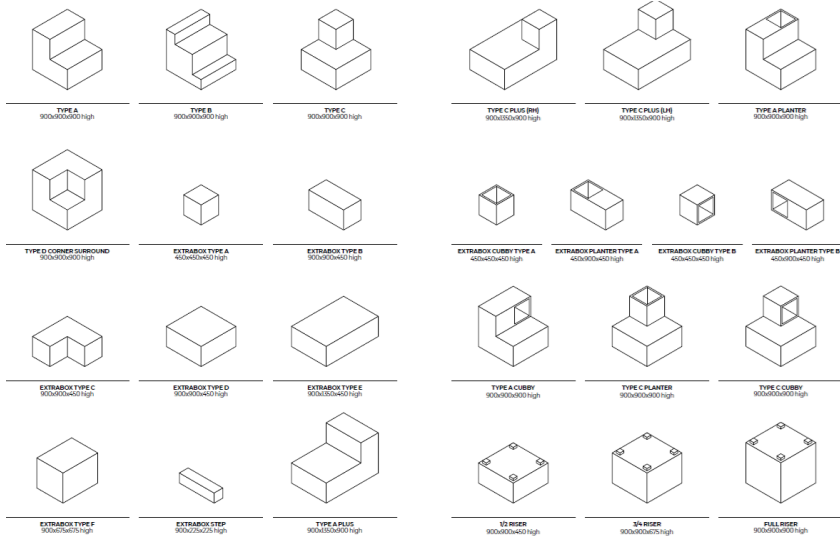 TYPE A
900x900x900 high
TYPE B
900x900x900 high
TYPE C
900x900x900 high
TYPE C PLUS (RH)
900x1350x900 high
TYPE C PLUS (LH)
900x1350x900 high
TYPE A PLANTER
900x900x900 high
TYPE D CORNER SURROUND
900x900x900 high
EXTRABOX TYPE A
450x450x450 high
EXTRABOX TYPE B
900x900x450 high
EXTRABOX CUBBY TYPE A
450x450x450 high
EXTRABOX PLANTER TYPE A
450x900x450 high
EXTRABOX CUBBY TYPE B
450x450x450 high
EXTRABOX PLANTER TYPE B
450x900x450 high
EXTRABOX TYPE C
900x900x450 high
EXTRABOX TYPE D
900x900x450 high
EXTRABOX TYPE E
900x1350x450 high
TYPE A CUBBY
900x900x900 high
TYPE C PLANTER
900x900x900 high
TYPE C CUBBY
900x900x900 high
EXTRABOX TYPE F
900x675x675 high
EXTRABOX STEP
900x225x225 high
TYPE A PLUS
900x1350x900 high
1/2 RISER
900x900x450 high
3/4 RISER
900x900x675 high
FULL RISER
900x900x900 high